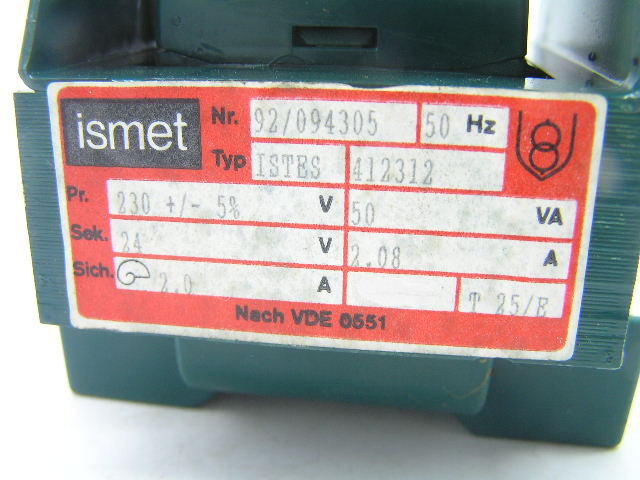 ismet Nr. 92/094305 50 Hz
Typ ISTES 412312
Pr. 230 +/- 5% V 50 VA
Sek. 24 V 2.08 A
Sich. 2.0 A T 25/E
Nach VDE 0551